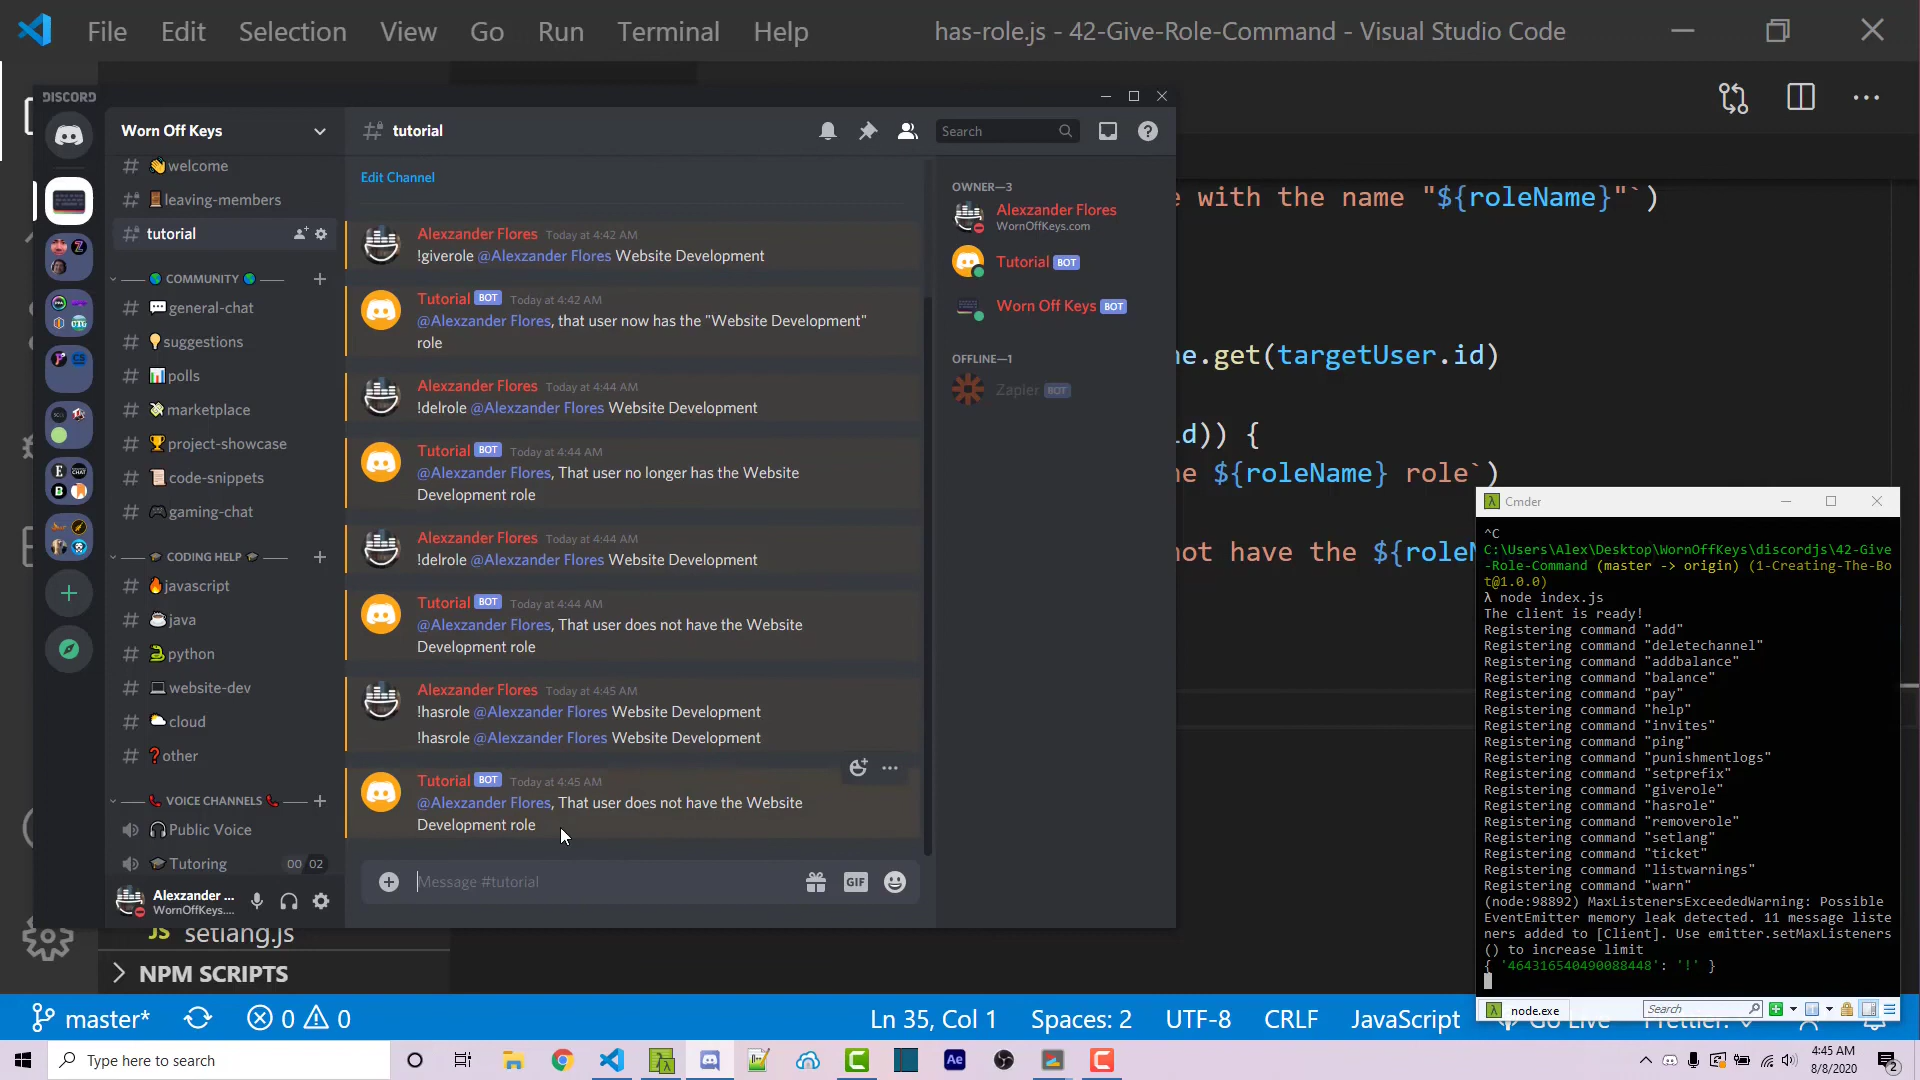 File Edit Selection View Go Run Terminal Help
has-role.js - 42-Give-Role-Command - Visual Studio Code
DISCORD
Worn Off Keys
👋welcome
🚪leaving-members
tutorial
🌎 COMMUNITY 🌎
💬general-chat
💡suggestions
📊polls
💸marketplace
🏆project-showcase
📜code-snippets
🎮gaming-chat
🎓 CODING HELP 🎓
🔥javascript
☕java
🐍python
💻website-dev
🌥cloud
❓other
📞 VOICE CHANNELS 📞
🎧Public Voice
🎓Tutoring 00 02
Alexzander ...
WornOffKeys....
tutorial
Search
Edit Channel
Alexzander Flores Today at 4:42 AM
!giverole @Alexzander Flores Website Development
Tutorial BOT Today at 4:42 AM
@Alexzander Flores, that user now has the "Website Development"
role
Alexzander Flores Today at 4:44 AM
!delrole @Alexzander Flores Website Development
Tutorial BOT Today at 4:44 AM
@Alexzander Flores, That user no longer has the Website
Development role
Alexzander Flores Today at 4:44 AM
!delrole @Alexzander Flores Website Development
Tutorial BOT Today at 4:44 AM
@Alexzander Flores, That user does not have the Website
Development role
Alexzander Flores Today at 4:45 AM
!hasrole @Alexzander Flores Website Development
!hasrole @Alexzander Flores Website Development
Tutorial BOT Today at 4:45 AM
@Alexzander Flores, That user does not have the Website
Development role
Message #tutorial
GIF
OWNER—3
Alexzander Flores
WornOffKeys.com
Tutorial BOT
Worn Off Keys BOT
OFFLINE—1
Zapier BOT
e with the name "${roleName}"`)
he.get(targetUser.id)
id)) {
he ${roleName} role`)
not have the ${roleN
Cmder
^C
C:\Users\Alex\Desktop\WornOffKeys\discordjs\42-Give
-Role-Command (master -> origin) (1-Creating-The-Bo
t@1.0.0)
λ node index.js
The client is ready!
Registering command "add"
Registering command "deletechannel"
Registering command "addbalance"
Registering command "balance"
Registering command "pay"
Registering command "help"
Registering command "invites"
Registering command "ping"
Registering command "punishmentlogs"
Registering command "setprefix"
Registering command "giverole"
Registering command "hasrole"
Registering command "removerole"
Registering command "setlang"
Registering command "ticket"
Registering command "listwarnings"
Registering command "warn"
(node:98892) MaxListenersExceededWarning: Possible
EventEmitter memory leak detected. 11 message liste
ners added to [Client]. Use emitter.setMaxListeners
() to increase limit
{ '464316540490088448': '!' }
node.exe
Search
JS setlang.js
NPM SCRIPTS
master* 0 0
Ln 35, Col 1 Spaces: 2 UTF-8 CRLF JavaScript Go Live Prettier:
Type here to search
4:45 AM
8/8/2020
2